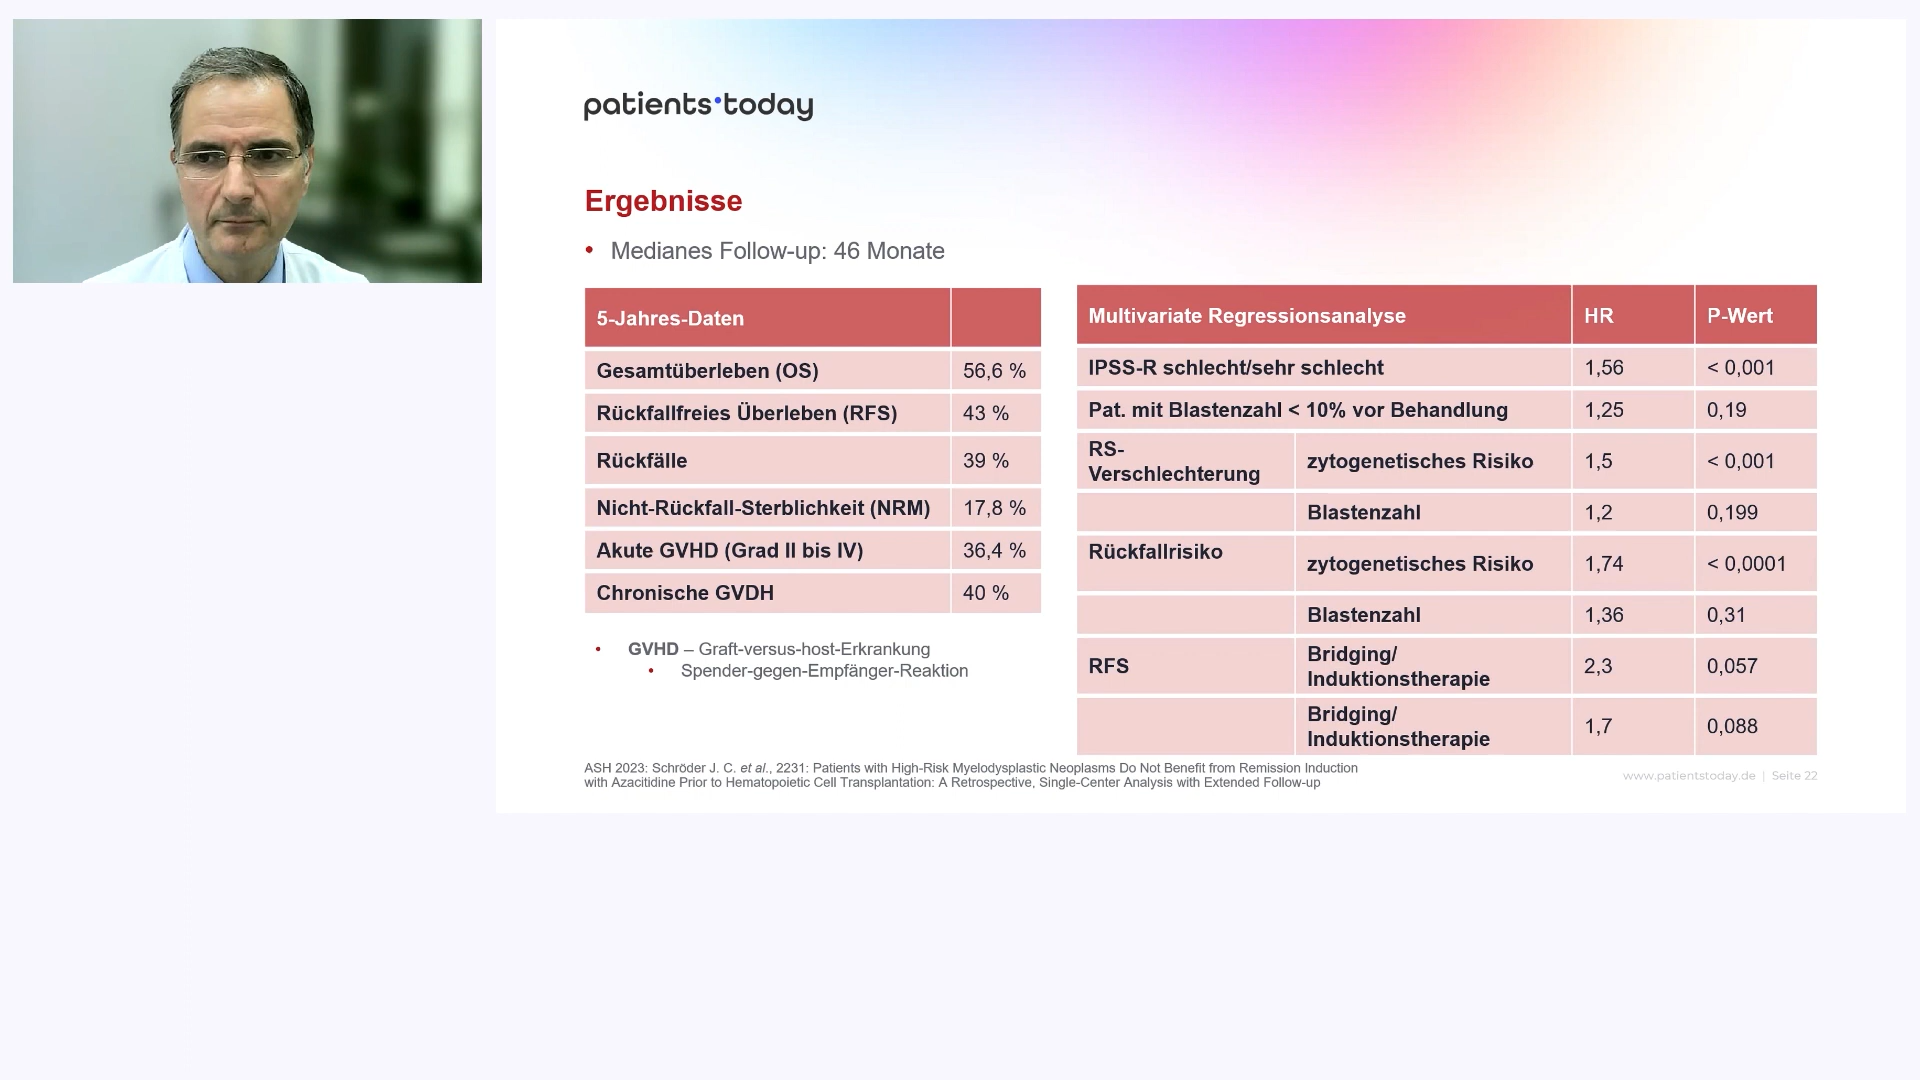 patients•today
Ergebnisse
• Medianes Follow-up: 46 Monate
5-Jahres-Daten
Gesamtüberleben (OS) 56,6 %
Rückfallfreies Überleben (RFS) 43 %
Rückfälle 39 %
Nicht-Rückfall-Sterblichkeit (NRM) 17,8 %
Akute GVHD (Grad II bis IV) 36,4 %
Chronische GVDH 40 %
• GVHD – Graft-versus-host-Erkrankung
• Spender-gegen-Empfänger-Reaktion
Multivariate Regressionsanalyse HR P-Wert
IPSS-R schlecht/sehr schlecht 1,56 < 0,001
Pat. mit Blastenzahl < 10% vor Behandlung 1,25 0,19
RS-
Verschlechterung zytogenetisches Risiko 1,5 < 0,001
Blastenzahl 1,2 0,199
Rückfallrisiko zytogenetisches Risiko 1,74 < 0,0001
Blastenzahl 1,36 0,31
RFS Bridging/
Induktionstherapie 2,3 0,057
Bridging/
Induktionstherapie 1,7 0,088
ASH 2023: Schröder J. C. et al., 2231: Patients with High-Risk Myelodysplastic Neoplasms Do Not Benefit from Remission Induction
with Azacitidine Prior to Hematopoietic Cell Transplantation: A Retrospective, Single-Center Analysis with Extended Follow-up
www.patientstoday.de | Seite 22